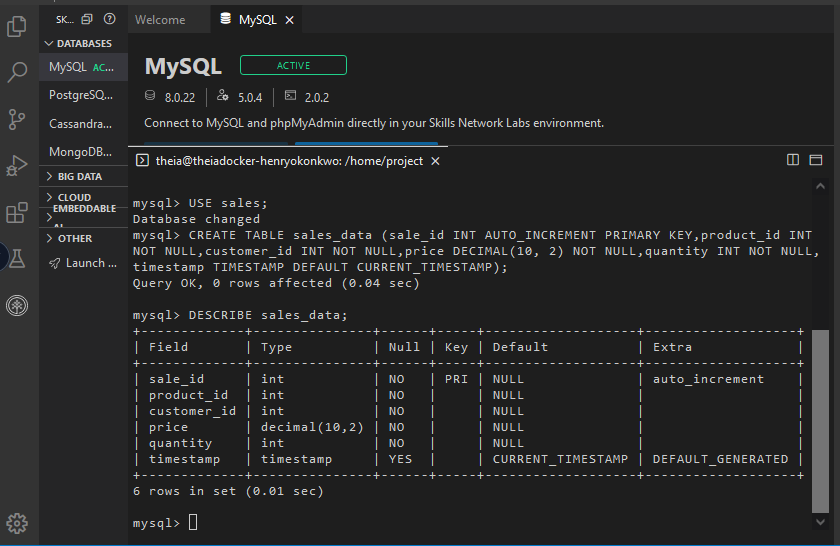 SK...
Welcome
MySQL
DATABASES
MySQL AC...
PostgreSQ...
Cassandra...
MongoDB...
BIG DATA
CLOUD
EMBEDDABLE
AI
OTHER
Launch ...
MySQL
ACTIVE
8.0.22
5.0.4
2.0.2
Connect to MySQL and phpMyAdmin directly in your Skills Network Labs environment.
theia@theiadocker-henryokonkwo: /home/project
mysql> USE sales;
Database changed
mysql> CREATE TABLE sales_data (sale_id INT AUTO_INCREMENT PRIMARY KEY,product_id INT
NOT NULL,customer_id INT NOT NULL,price DECIMAL(10, 2) NOT NULL,quantity INT NOT NULL,
timestamp TIMESTAMP DEFAULT CURRENT_TIMESTAMP);
Query OK, 0 rows affected (0.04 sec)
mysql> DESCRIBE sales_data;
+-------------+---------------+------+-----+-------------------+-------------------+
| Field       | Type          | Null | Key | Default           | Extra             |
+-------------+---------------+------+-----+-------------------+-------------------+
| sale_id     | int           | NO   | PRI | NULL              | auto_increment    |
| product_id  | int           | NO   |     | NULL              |                   |
| customer_id | int           | NO   |     | NULL              |                   |
| price       | decimal(10,2) | NO   |     | NULL              |                   |
| quantity    | int           | NO   |     | NULL              |                   |
| timestamp   | timestamp     | YES  |     | CURRENT_TIMESTAMP | DEFAULT_GENERATED |
+-------------+---------------+------+-----+-------------------+-------------------+
6 rows in set (0.01 sec)
mysql>